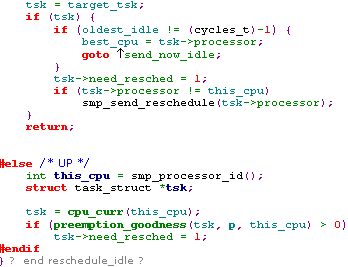 tsk = target_tsk;
if (tsk) {
if (oldest_idle != (cycles_t)-1) {
best_cpu = tsk->processor;
goto ↑send_now_idle;
}
tsk->need_resched = 1;
if (tsk->processor != this_cpu)
smp_send_reschedule(tsk->processor);
}
return;
#else /* UP */
int this_cpu = smp_processor_id();
struct task_struct *tsk;
tsk = cpu_curr(this_cpu);
if (preemption_goodness(tsk, p, this_cpu) > 0)
tsk->need_resched = 1;
#endif
} ? end reschedule_idle ?